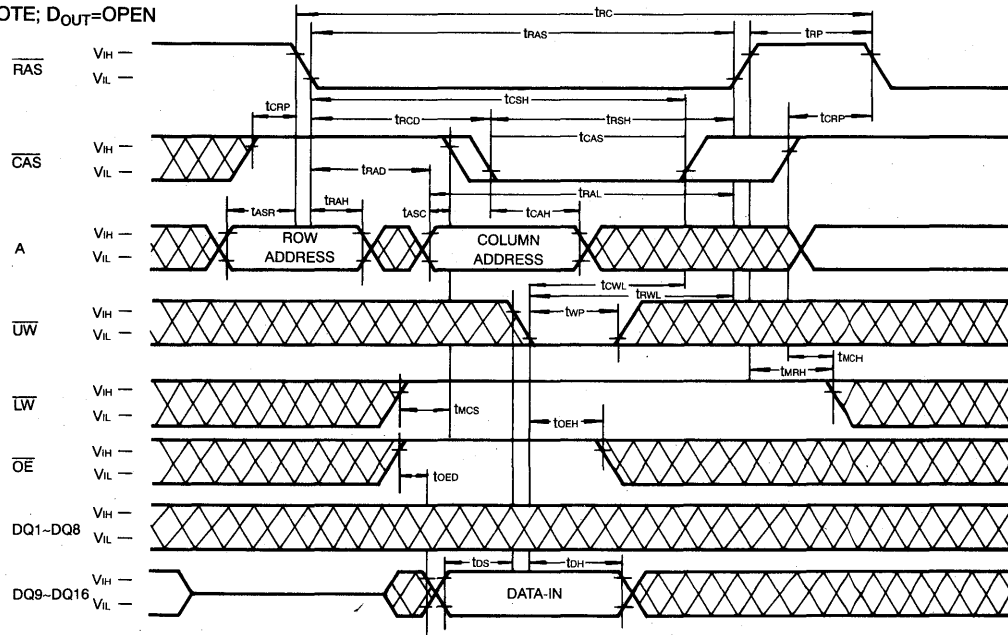 OTE; DOUT=OPEN
tRC
tRAS
tRP
RAS
VIH
VIL
tCSH
tCRP
tRCD
tRSH
tCRP
tCAS
CAS
VIH
VIL
tRAD
tRAL
tASR
tRAH
tASC
tCAH
A
VIH
VIL
ROW
ADDRESS
COLUMN
ADDRESS
tCWL
tRWL
UW
VIH
VIL
tWP
tMCH
tMRH
LW
VIH
VIL
tMCS
tOEH
OE
VIH
VIL
tOED
DQ1~DQ8
VIH
VIL
tDS
tDH
DQ9~DQ16
VIH
VIL
DATA-IN